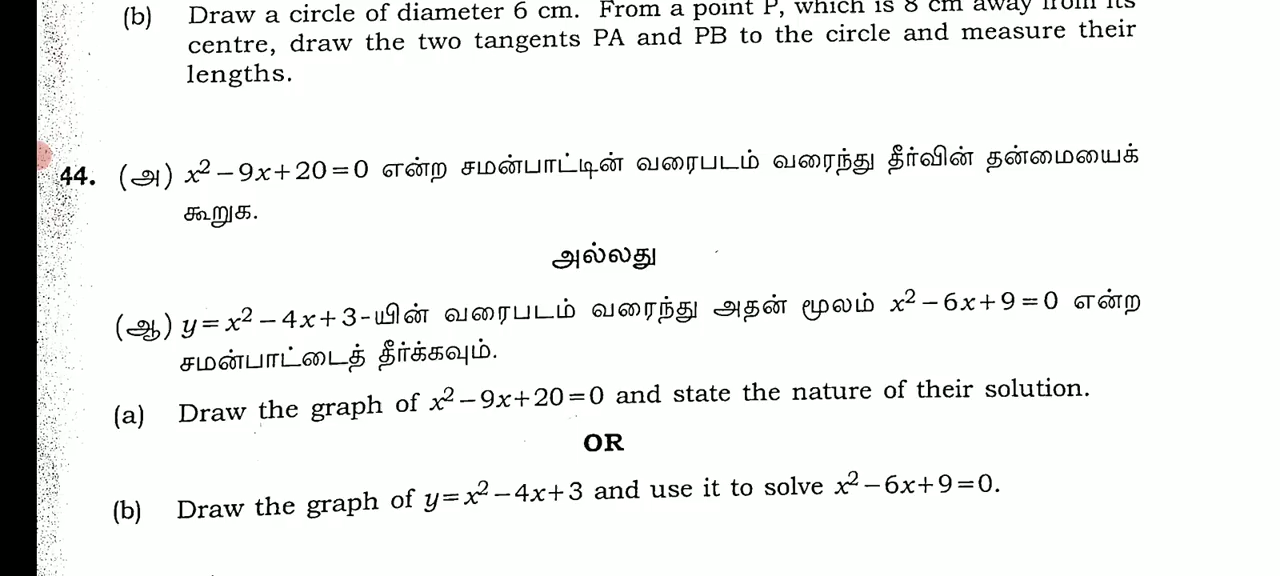 (b) Draw a circle of diameter 6 cm. From a point P, which is 8 cm away from its
centre, draw the two tangents PA and PB to the circle and measure their
lengths.
44. (அ) x² – 9x + 20 = 0 என்ற சமன்பாட்டின் வரைபடம் வரைந்து தீர்வின் தன்மையைக்
கூறுக.
அல்லது
(ஆ) y = x² – 4x + 3-யின் வரைபடம் வரைந்து அதன் மூலம் x² – 6x + 9 = 0 என்ற
சமன்பாட்டைத் தீர்க்கவும்.
(a) Draw the graph of x² – 9x + 20 = 0 and state the nature of their solution.
OR
(b) Draw the graph of y = x² – 4x + 3 and use it to solve x² – 6x + 9 = 0.